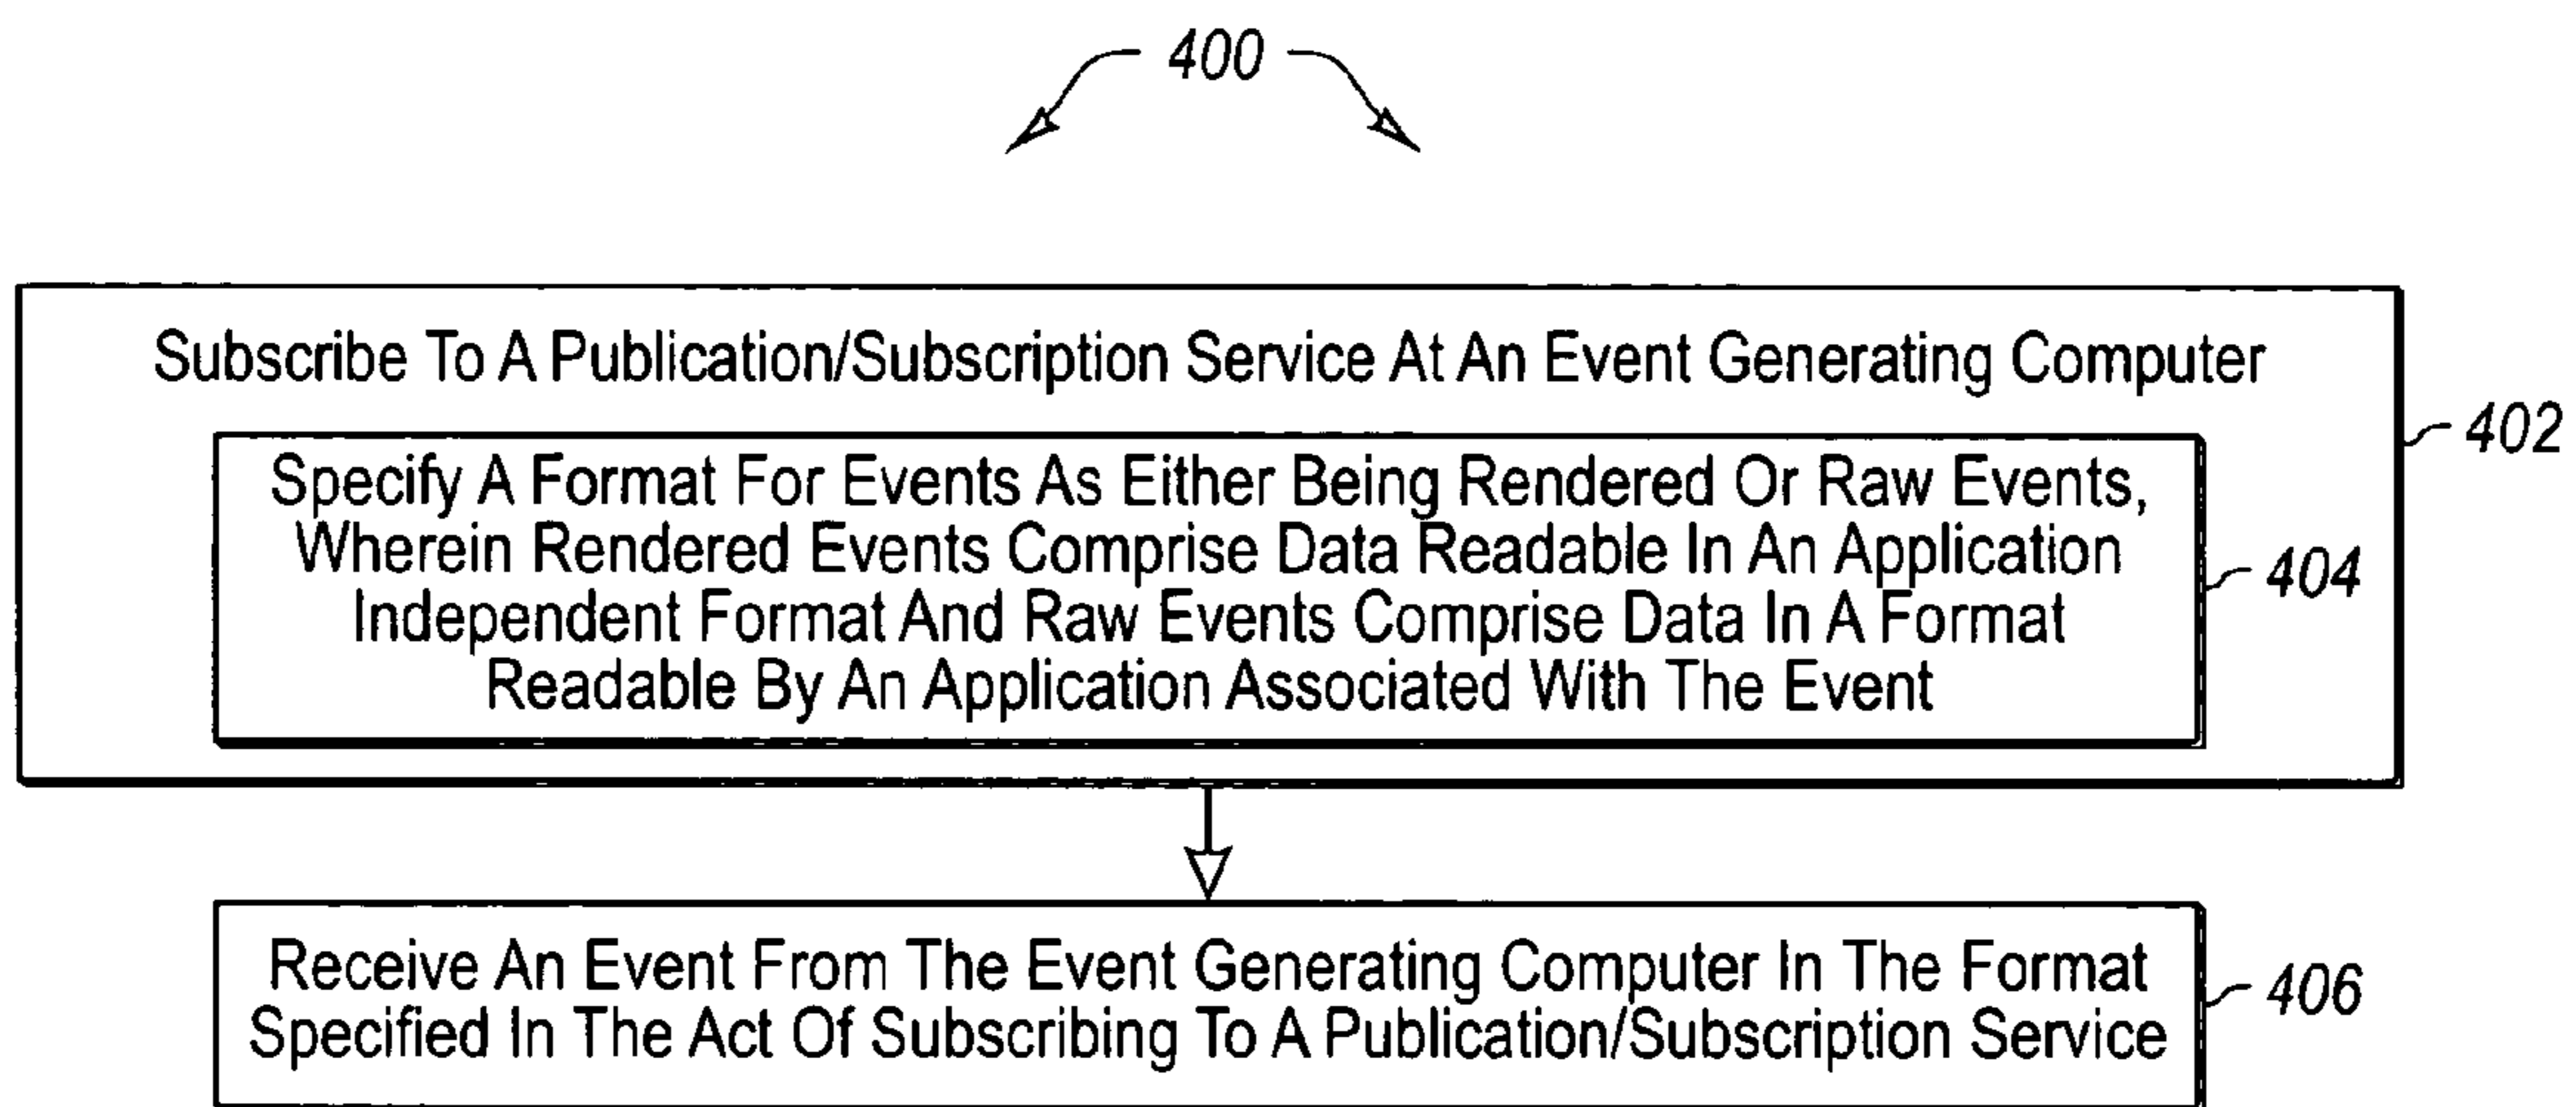 400
Subscribe To A Publication/Subscription Service At An Event Generating Computer
402
Specify A Format For Events As Either Being Rendered Or Raw Events,
Wherein Rendered Events Comprise Data Readable In An Application
Independent Format And Raw Events Comprise Data In A Format
Readable By An Application Associated With The Event
404
Receive An Event From The Event Generating Computer In The Format
Specified In The Act Of Subscribing To A Publication/Subscription Service
406